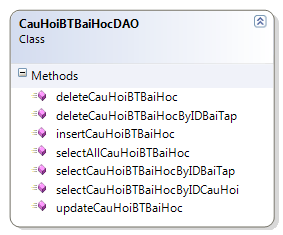 CauHoiBTBaiHocDAO
Class
Methods
deleteCauHoiBTBaiHoc
deleteCauHoiBTBaiHocByIDBaiTap
insertCauHoiBTBaiHoc
selectAllCauHoiBTBaiHoc
selectCauHoiBTBaiHocByIDBaiTap
selectCauHoiBTBaiHocByIDCauHoi
updateCauHoiBTBaiHoc